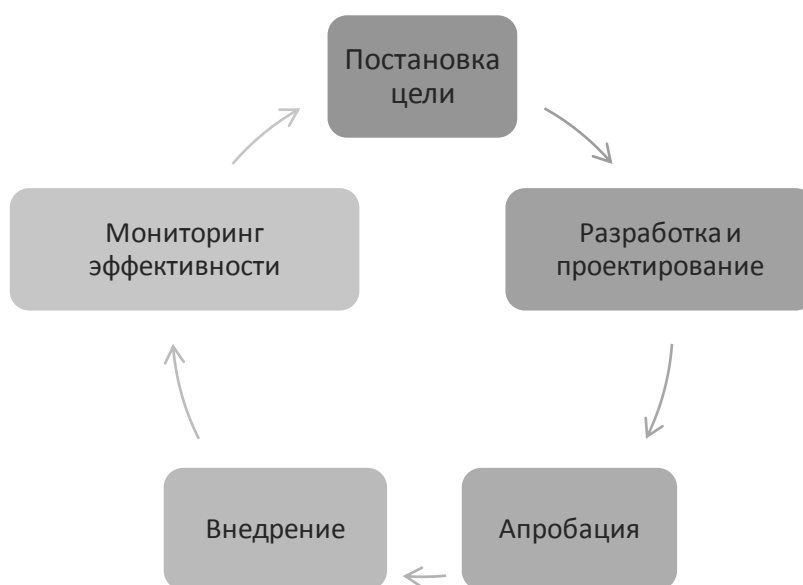 Постановка
цели
Разработка и
проектирование
Апробация
Внедрение
Мониторинг
эффективности